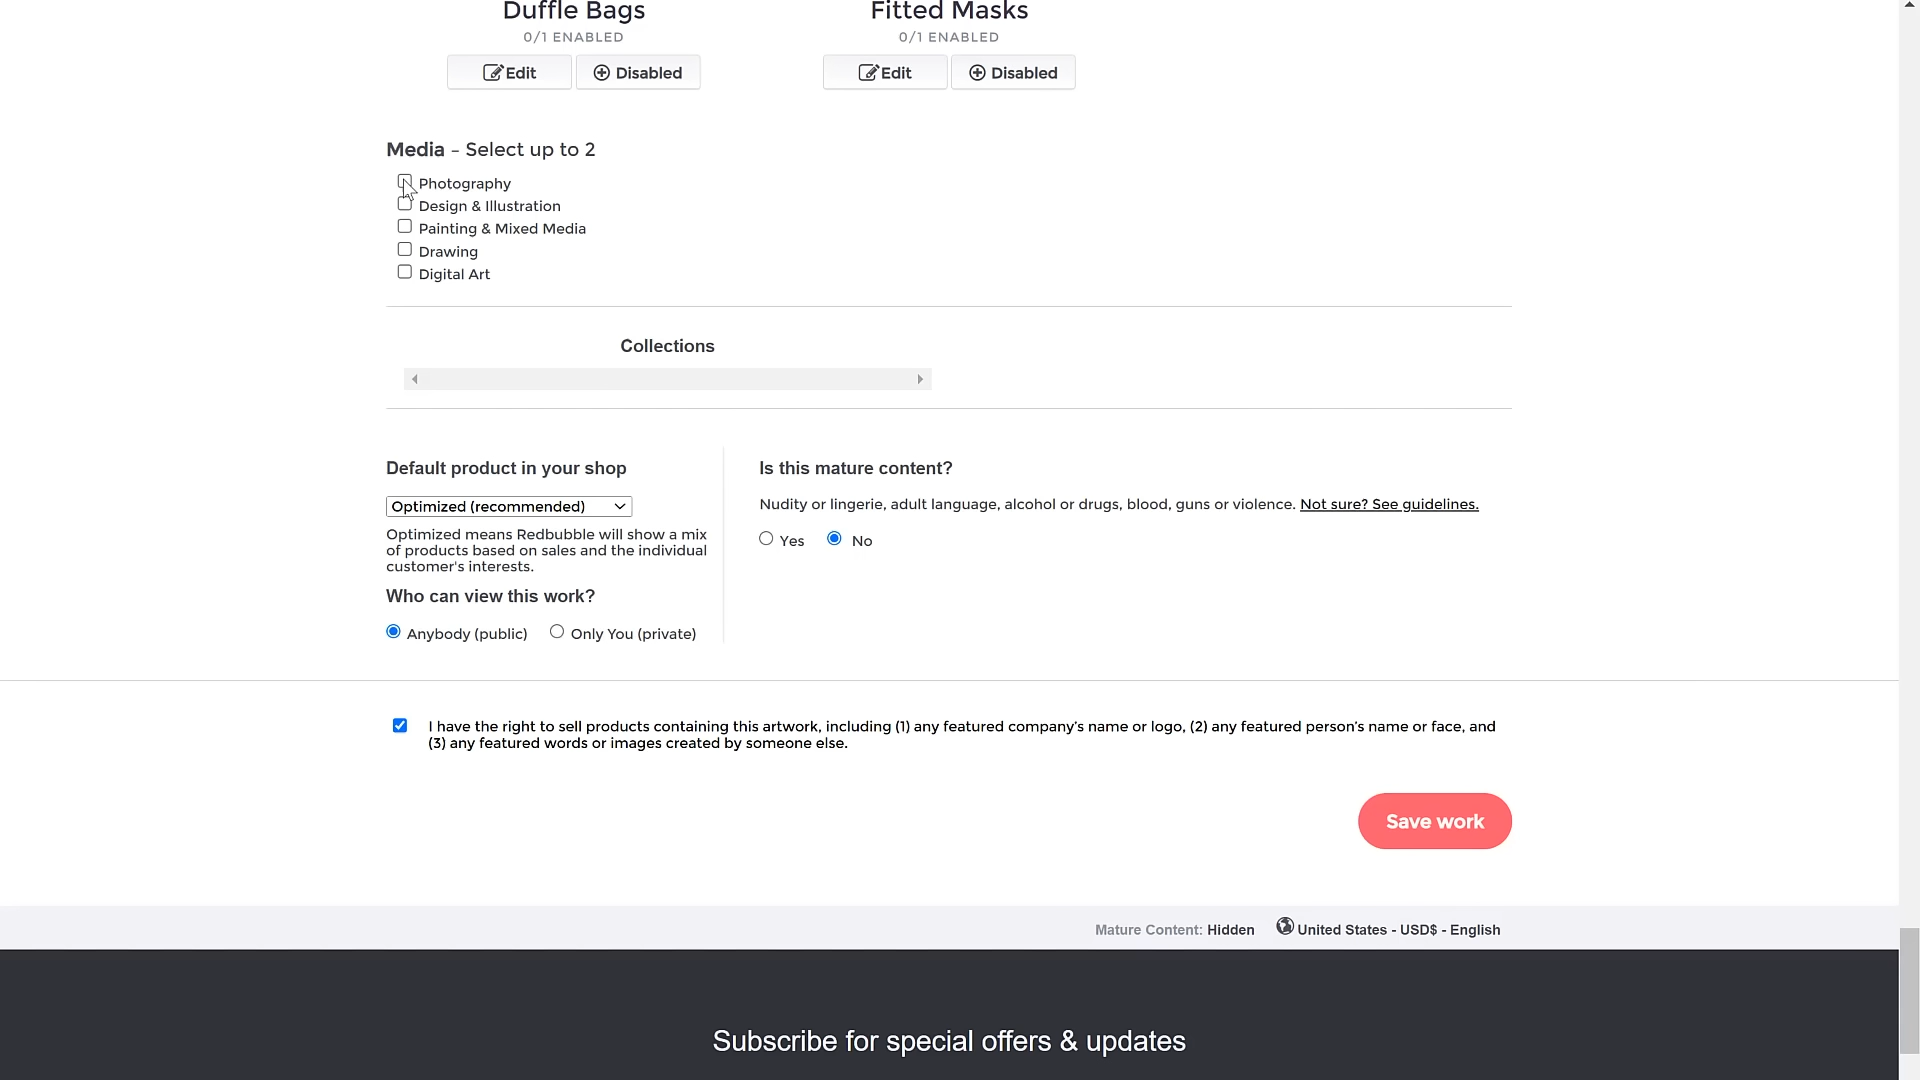 Duffle Bags
Fitted Masks
0/1 ENABLED
0/1 ENABLED
Edit
Disabled
Edit
Disabled
Media – Select up to 2
Photography
Design & Illustration
Painting & Mixed Media
Drawing
Digital Art
Collections
Default product in your shop
Optimized (recommended)
Optimized means Redbubble will show a mix
of products based on sales and the individual
customer's interests.
Who can view this work?
Anybody (public)
Only You (private)
Is this mature content?
Nudity or lingerie, adult language, alcohol or drugs, blood, guns or violence. Not sure? See guidelines.
Yes
No
I have the right to sell products containing this artwork, including (1) any featured company's name or logo, (2) any featured person's name or face, and
(3) any featured words or images created by someone else.
Save work
Mature Content: Hidden
United States - USD$ - English
Subscribe for special offers & updates